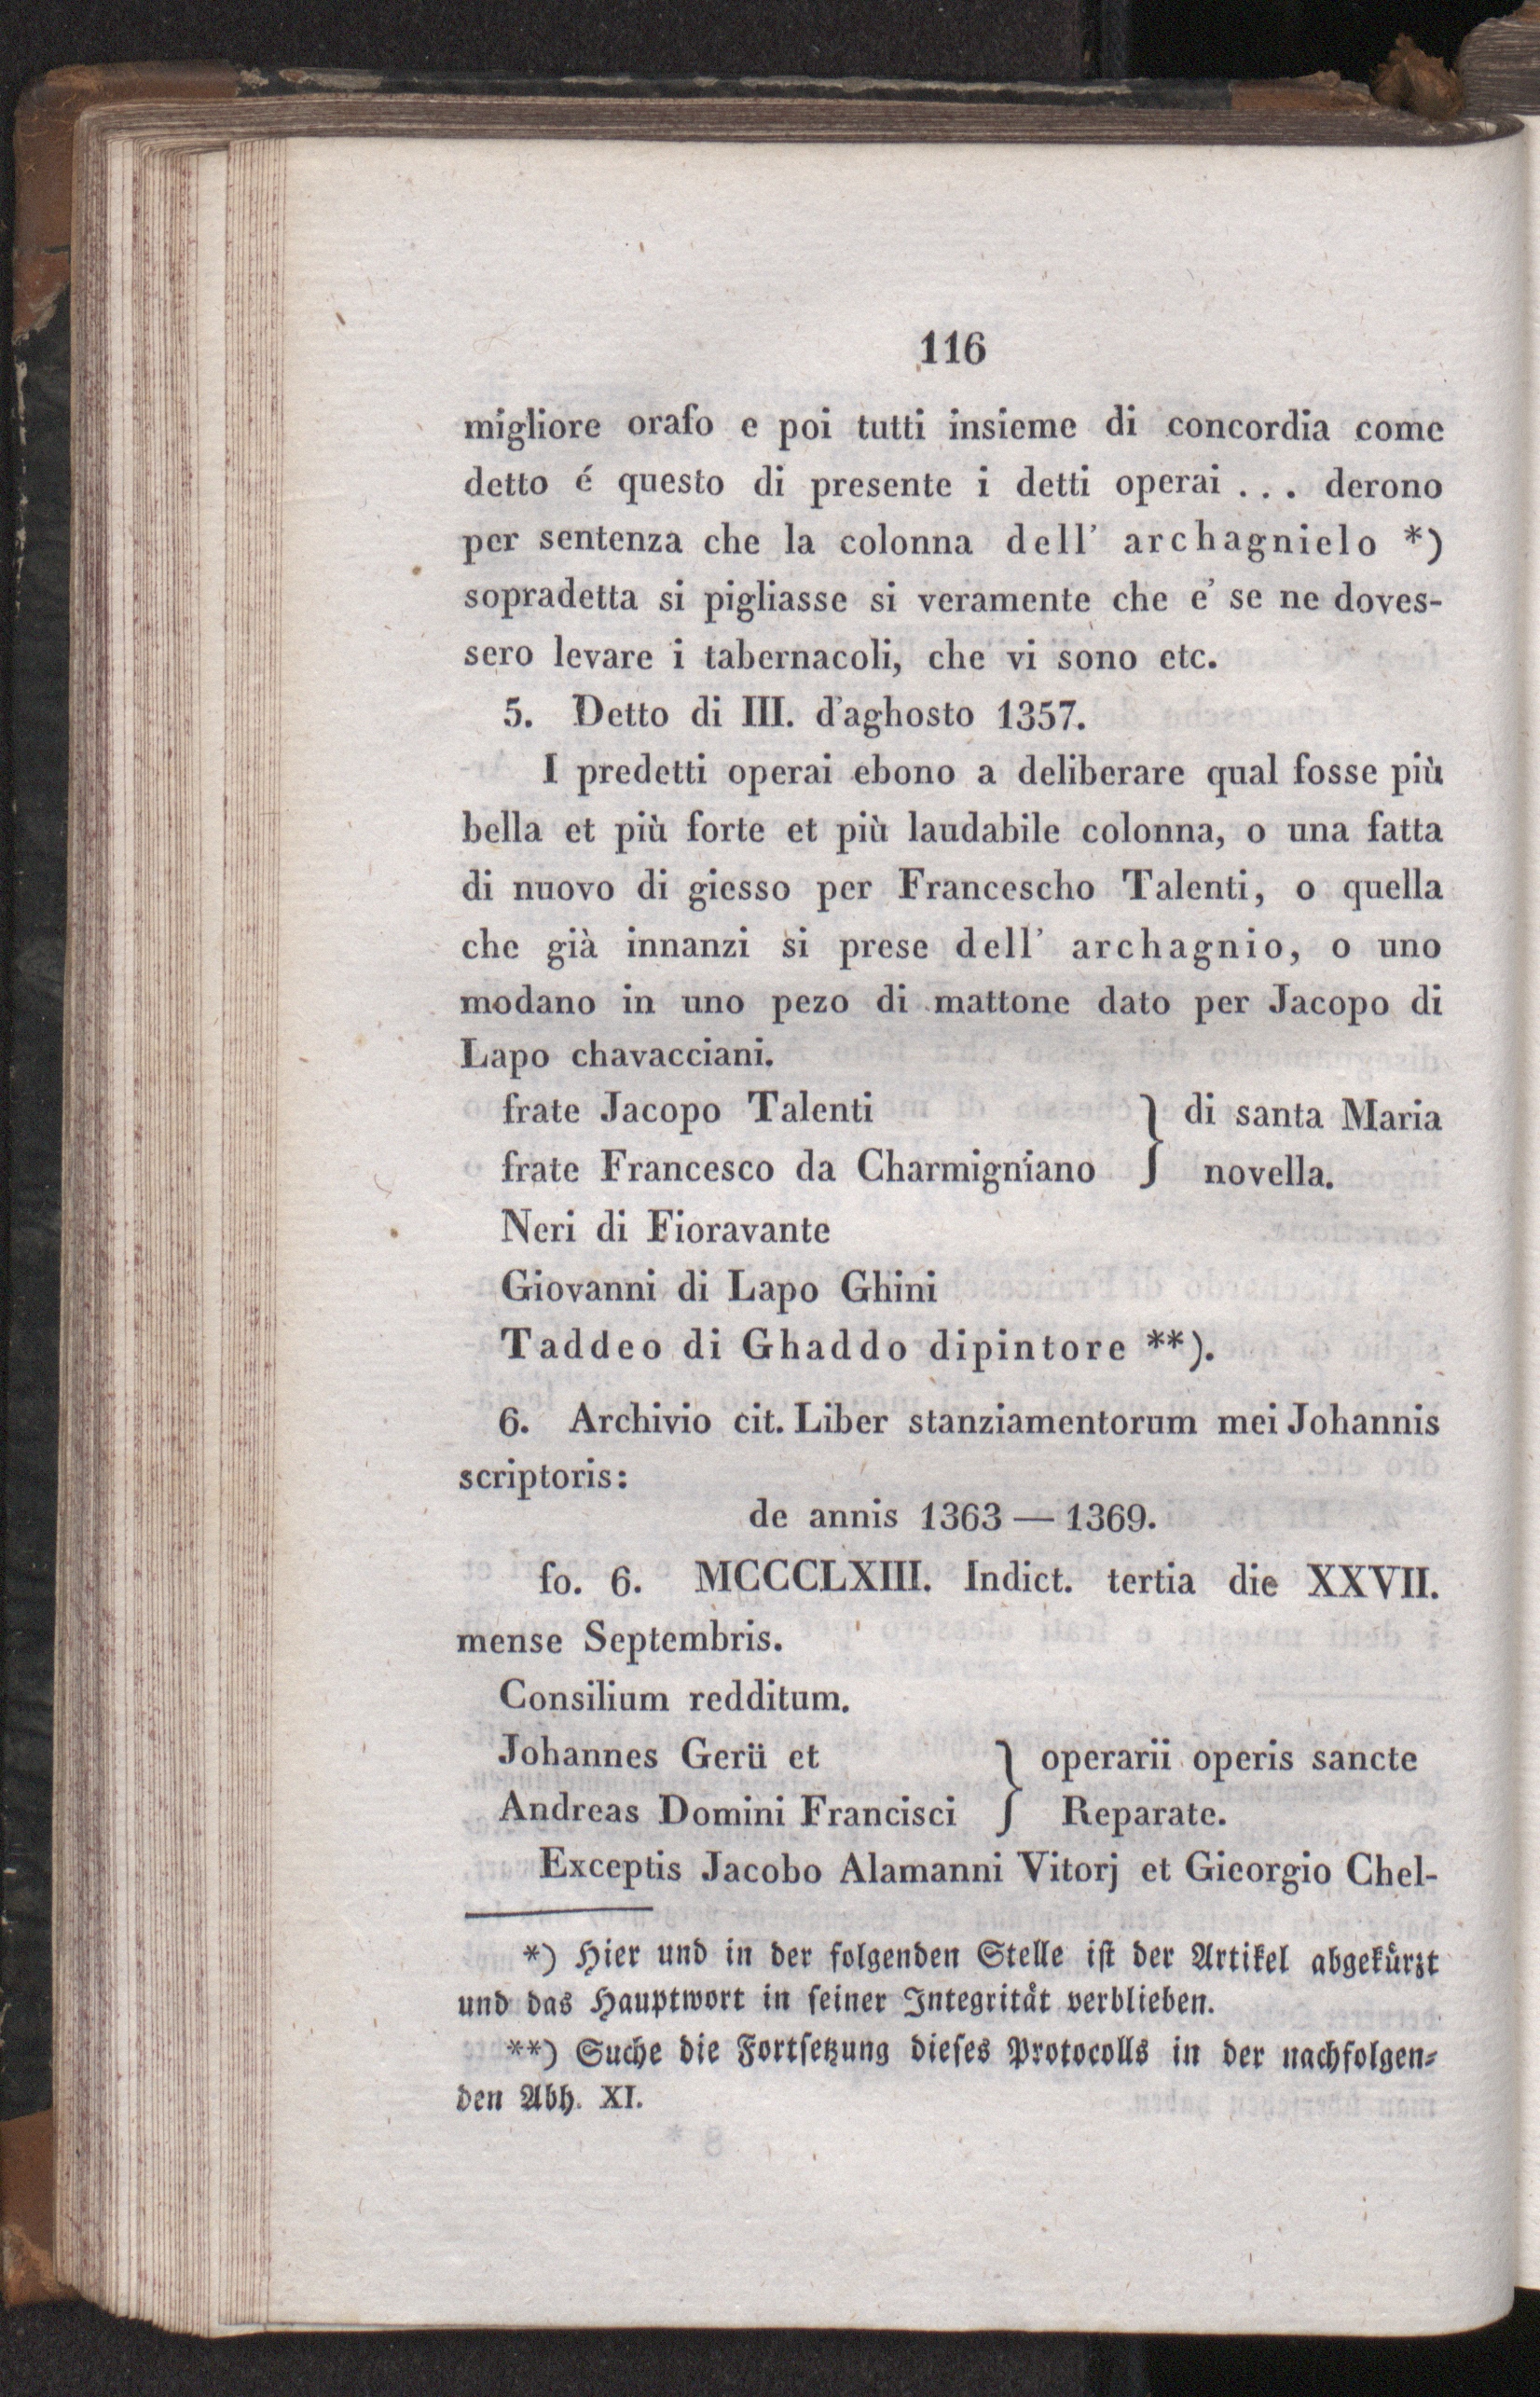 116
migliore orafo e poi tutti insieme di concordia come
detto é questo di presente i detti operai . . . derono
per sentenza che la colonna dell' archagnielo *)
sopradetta si pigliasse si veramente che e' se ne doves-
sero levare i tabernacoli, che vi sono etc.
5. Detto di III. d'aghosto 1357.
I predetti operai ebono a deliberare qual fosse più
bella et più forte et più laudabile colonna, o una fatta
di nuovo di giesso per Francescho Talenti, o quella
che già innanzi si prese dell' archagnio, o uno
modano in uno pezo di mattone dato per Jacopo di
Lapo chavacciani.
frate Jacopo Talenti } di santa Maria
frate Francesco da Charmigniano } novella.
Neri di Fioravante
Giovanni di Lapo Ghini
Taddeo di Ghaddo dipintore **).
6. Archivio cit. Liber stanziamentorum mei Johannis
scriptoris:
de annis 1363 — 1369.
fo. 6. MCCCLXIII. Indict. tertia die XXVII.
mense Septembris.
Consilium redditum.
Johannes Gerü et } operarii operis sancte
Andreas Domini Francisci } Reparate.
Exceptis Jacobo Alamanni Vitorj et Gieorgio Chel-
*) Hier und in der folgenden Stelle iſt der Artikel abgekürzt
und das Hauptwort in ſeiner Integrität verblieben.
**) Suche die Fortſetzung dieſes Protocolls in der nachfolgen-
den Abh. XI.